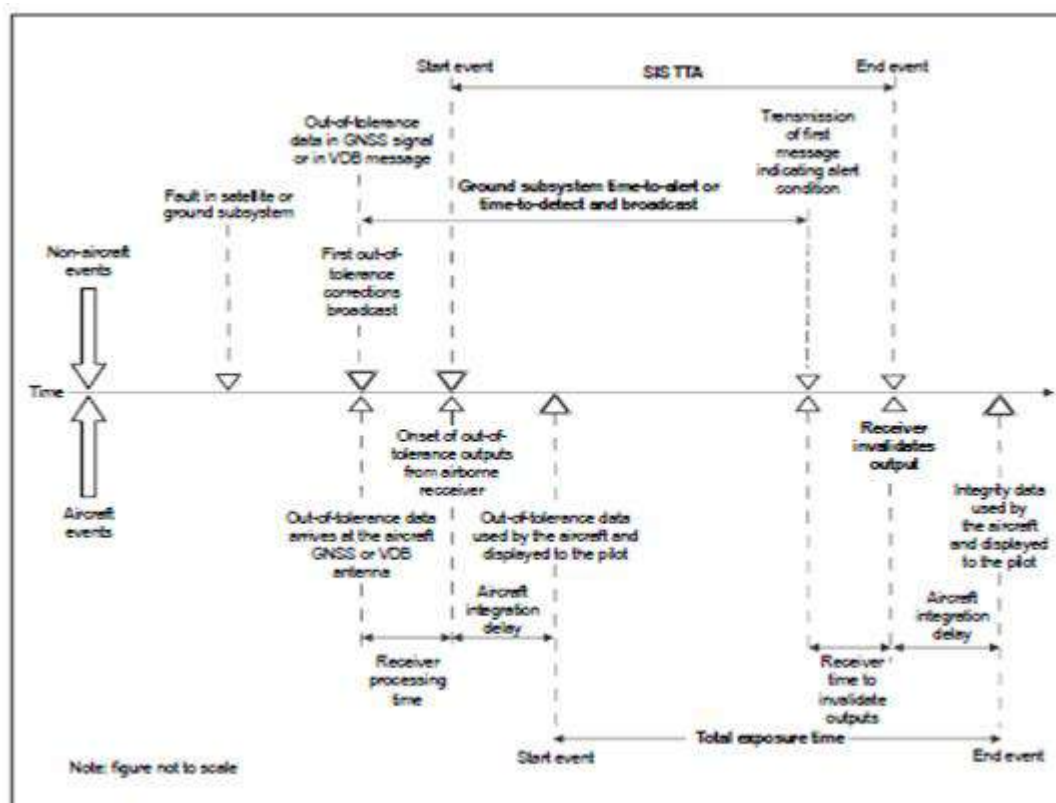 Start event
SIS TTA
End event
Out-of-tolerance
data in GNSS signal
or in VDB message
Transmission
of first
message
indicating alert
condition
Ground subsystem time-to-alert or
time-to-detect and broadcast
Fault in satellite or
ground subsystem
Non-aircraft
events
First out-of-
tolerance
corrections
broadcast
Time
Onset of out-of-
tolerance outputs
from airborne
recceiver
Receiver
invalidates
output
Aircraft
events
Out-of-tolerance data
arrives at the aircraft
GNSS or VDB
antenna
Out-of-tolerance data
used by the aircraft and
displayed to the pilot
Integrity data
used by
the aircraft
and displayed
to the pilot
Aircraft
integration
delay
Aircraft
integration
delay
Receiver
processing
time
Receiver
time to
invalidate
outputs
Total exposure time
Start event
End event
Note: figure not to scale